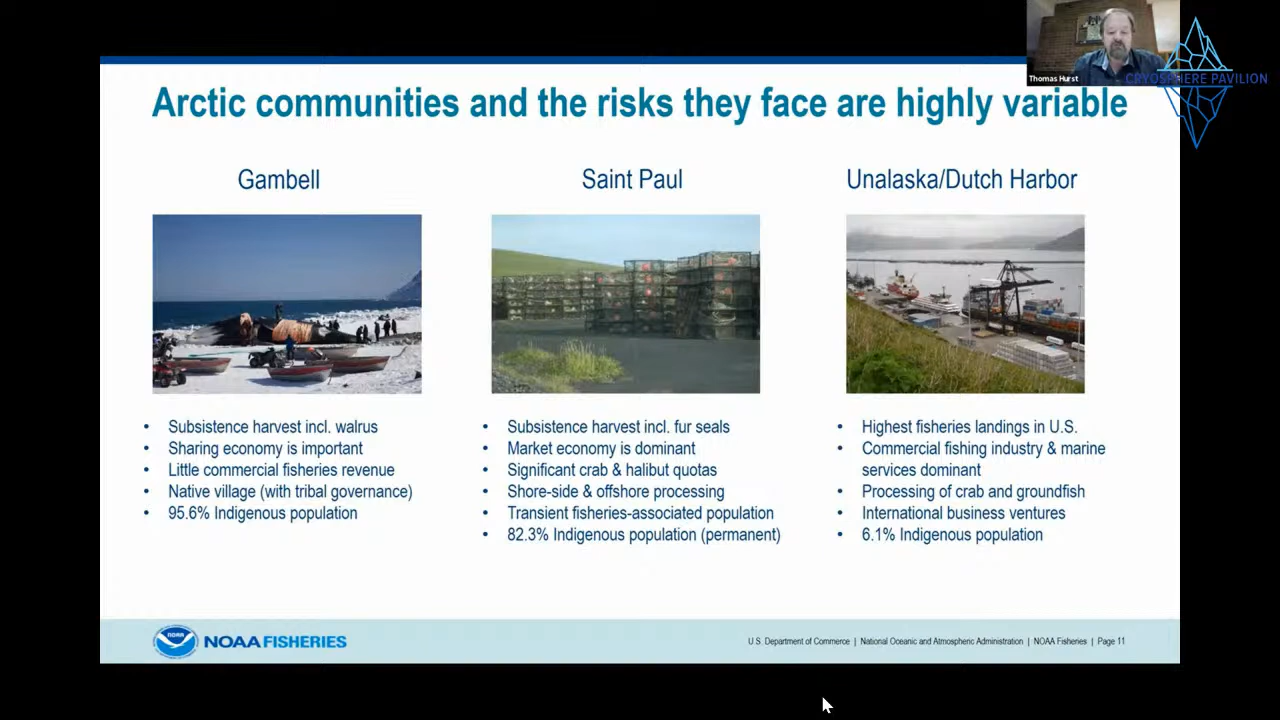 Thomas Hurst
CRYOSPHERE PAVILION
Arctic communities and the risks they face are highly variable
Gambell
• Subsistence harvest incl. walrus
• Sharing economy is important
• Little commercial fisheries revenue
• Native village (with tribal governance)
• 95.6% Indigenous population
Saint Paul
• Subsistence harvest incl. fur seals
• Market economy is dominant
• Significant crab & halibut quotas
• Shore-side & offshore processing
• Transient fisheries-associated population
• 82.3% Indigenous population (permanent)
Unalaska/Dutch Harbor
• Highest fisheries landings in U.S.
• Commercial fishing industry & marine
services dominant
• Processing of crab and groundfish
• International business ventures
• 6.1% Indigenous population
NOAA
NOAA FISHERIES
U.S. Department of Commerce | National Oceanic and Atmospheric Administration | NOAA Fisheries | Page 11